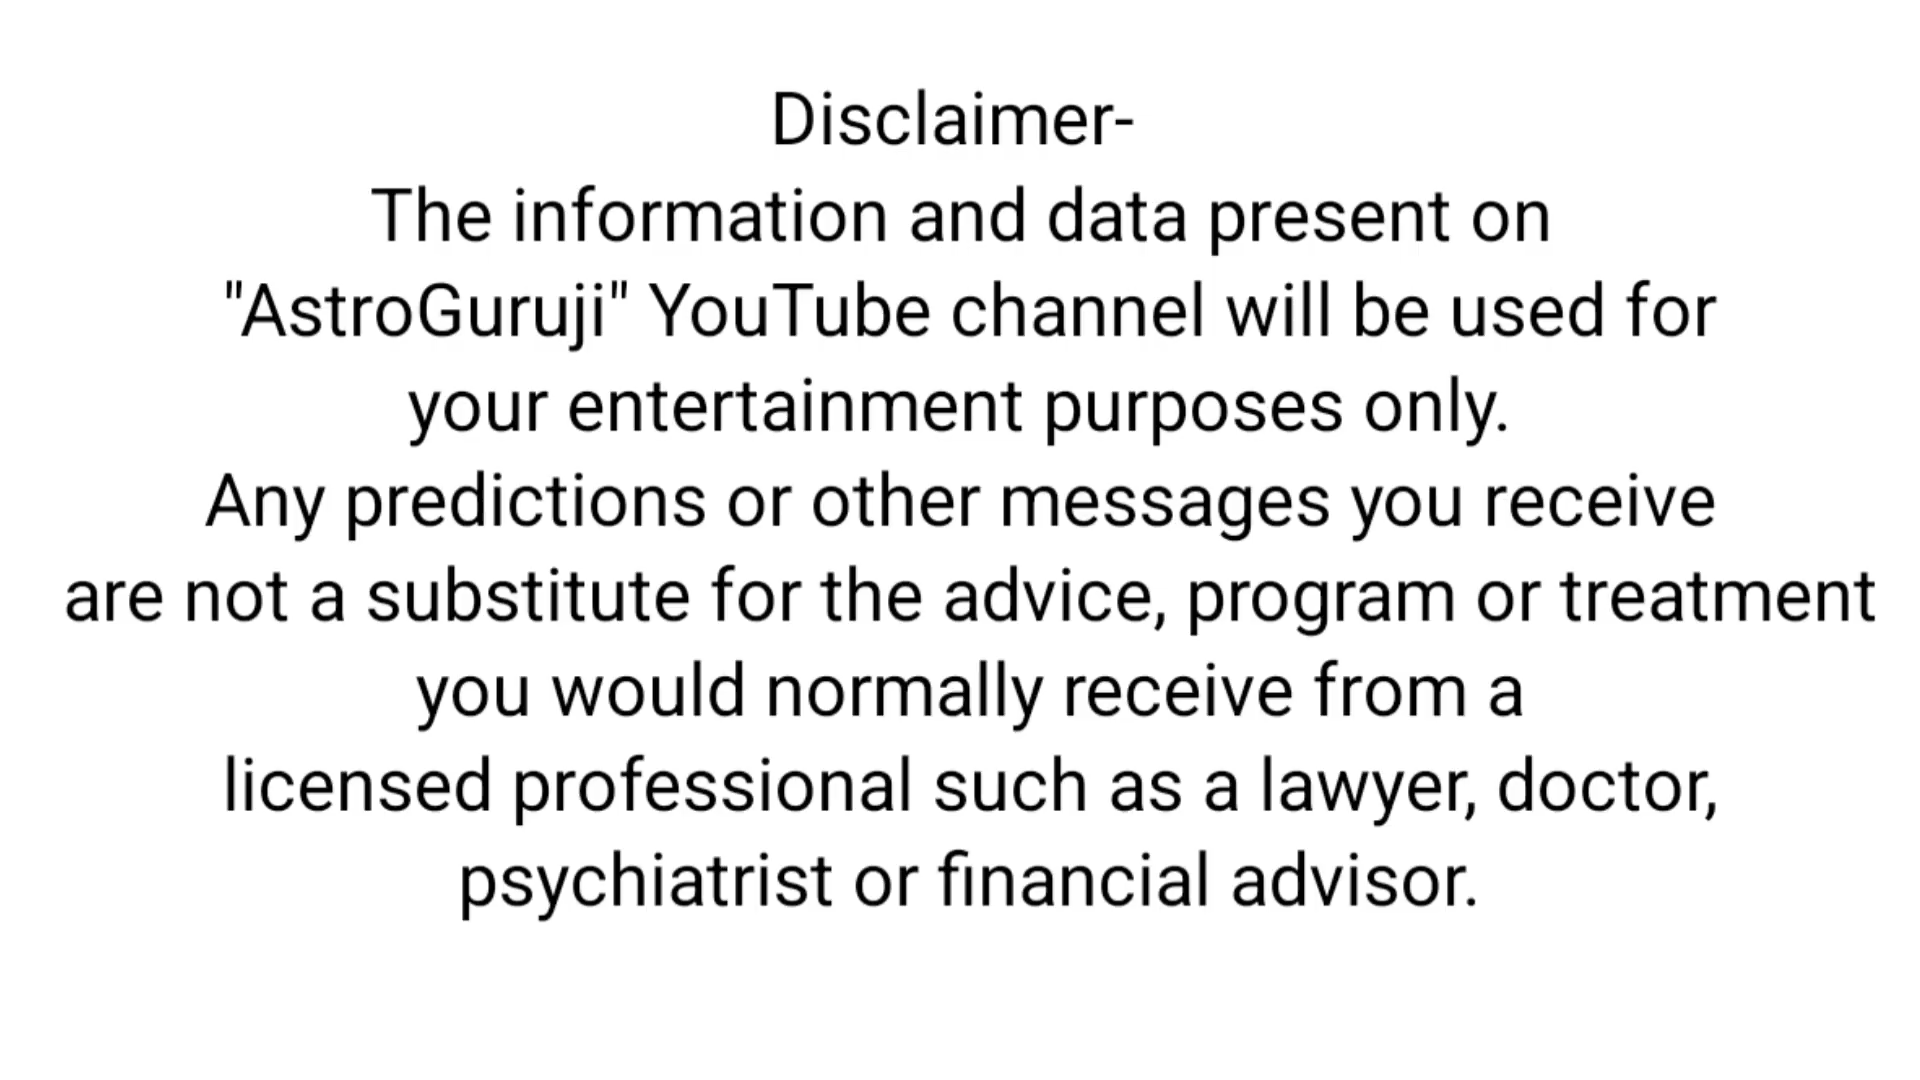 Disclaimer-
The information and data present on
"AstroGuruji" YouTube channel will be used for
your entertainment purposes only.
Any predictions or other messages you receive
are not a substitute for the advice, program or treatment
you would normally receive from a
licensed professional such as a lawyer, doctor,
psychiatrist or financial advisor.